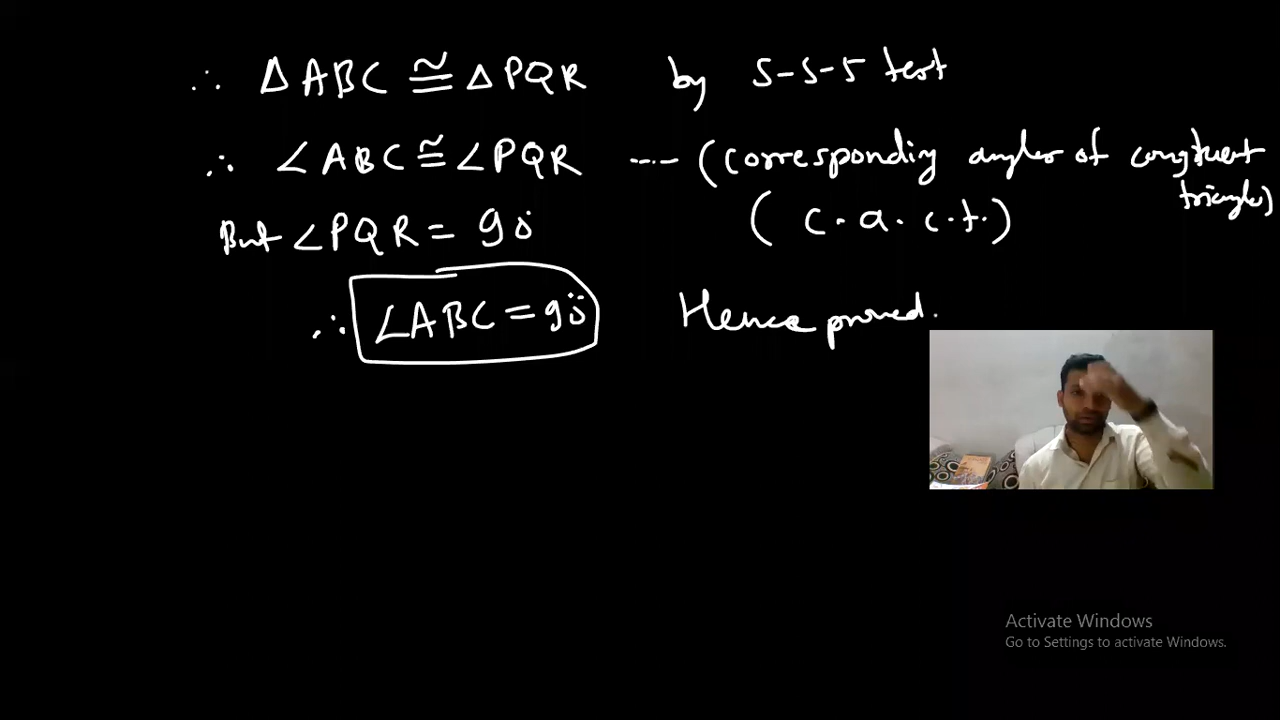 ∴ ΔABC ≅ ΔPQR by S-S-S test
∴ ∠ABC ≅ ∠PQR ---- (corresponding angles of congruent triangles)
(c.a.c.t.)
But ∠PQR = 90°
∴ ∠ABC = 90° Hence proved.
Activate Windows
Go to Settings to activate Windows.